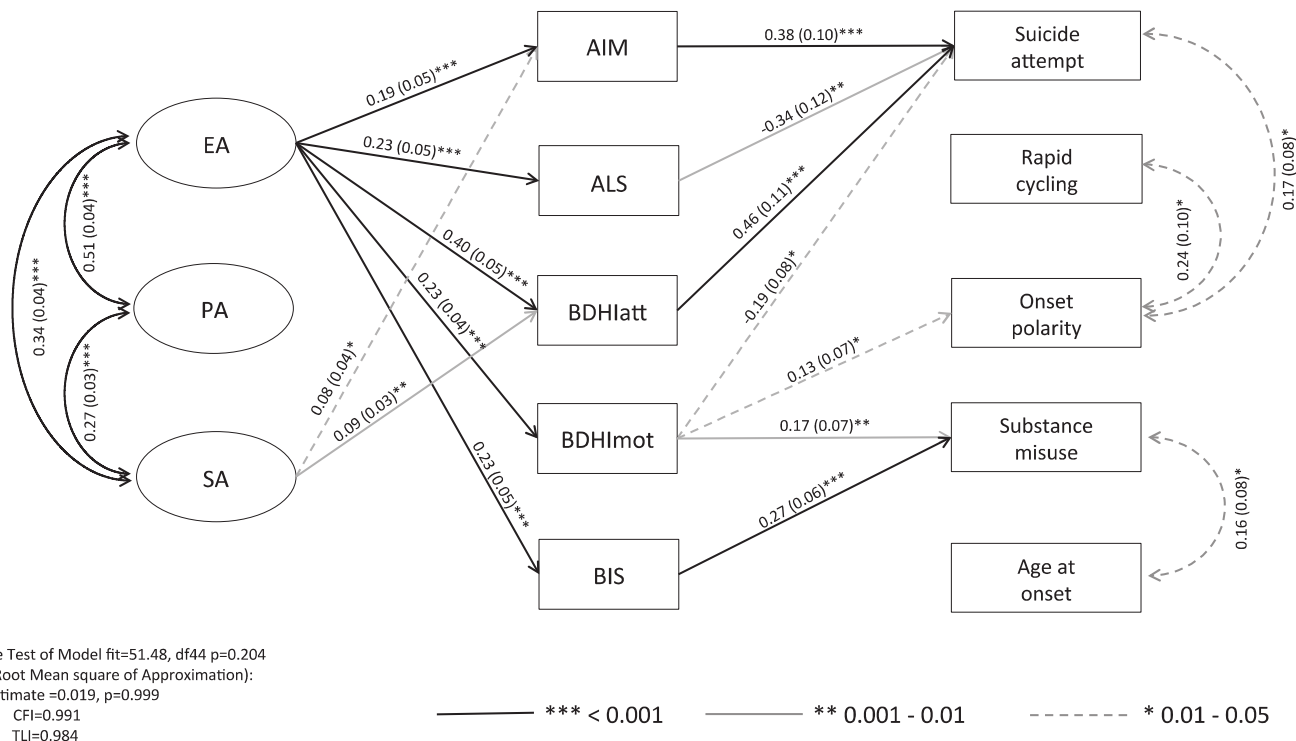 AIM
0.38 (0.10)***
Suicide
attempt
0.19 (0.05)***
EA
0.23 (0.05)***
-0.34 (0.12)**
ALS
Rapid
cycling
0.17 (0.08)*
0.51 (0.04)***
0.46 (0.11)***
0.24 (0.10)*
0.40 (0.05)***
0.34 (0.04)***
PA
0.23 (0.04)***
BDHIatt
-0.19 (0.08)*
Onset
polarity
0.27 (0.03)***
0.08 (0.04)*
0.09 (0.03)**
0.13 (0.07)*
BDHImot
0.17 (0.07)**
Substance
misuse
SA
0.23 (0.05)***
0.27 (0.06)***
0.16 (0.08)*
BIS
Age at
onset
Test of Model fit=51.48, df44 p=0.204
Root Mean square of Approximation):
=0.019, p=0.999
CFI=0.991
TLI=0.984
*** < 0.001
** 0.001 - 0.01
* 0.01 - 0.05